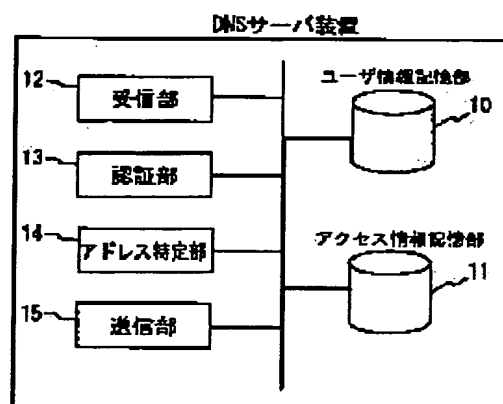 DNSサーバ装置
12
受信部
ユーザ情報記憶部
10
13
認証部
14
アドレス特定部
アクセス情報記憶部
11
15
送信部